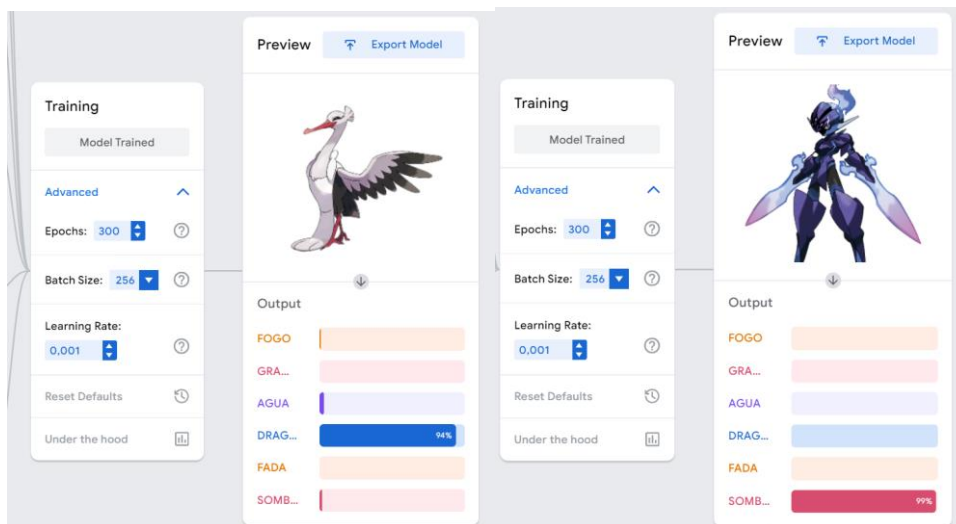 Training
Model Trained
Advanced
Epochs: 300
Batch Size: 256
Learning Rate:
0,001
Reset Defaults
Under the hood
Preview
Export Model
Output
FOGO
GRA...
AGUA
DRAG...
94%
FADA
SOMB...
Training
Model Trained
Advanced
Epochs: 300
Batch Size: 256
Learning Rate:
0,001
Reset Defaults
Under the hood
Preview
Export Model
Output
FOGO
GRA...
AGUA
DRAG...
FADA
SOMB...
99%